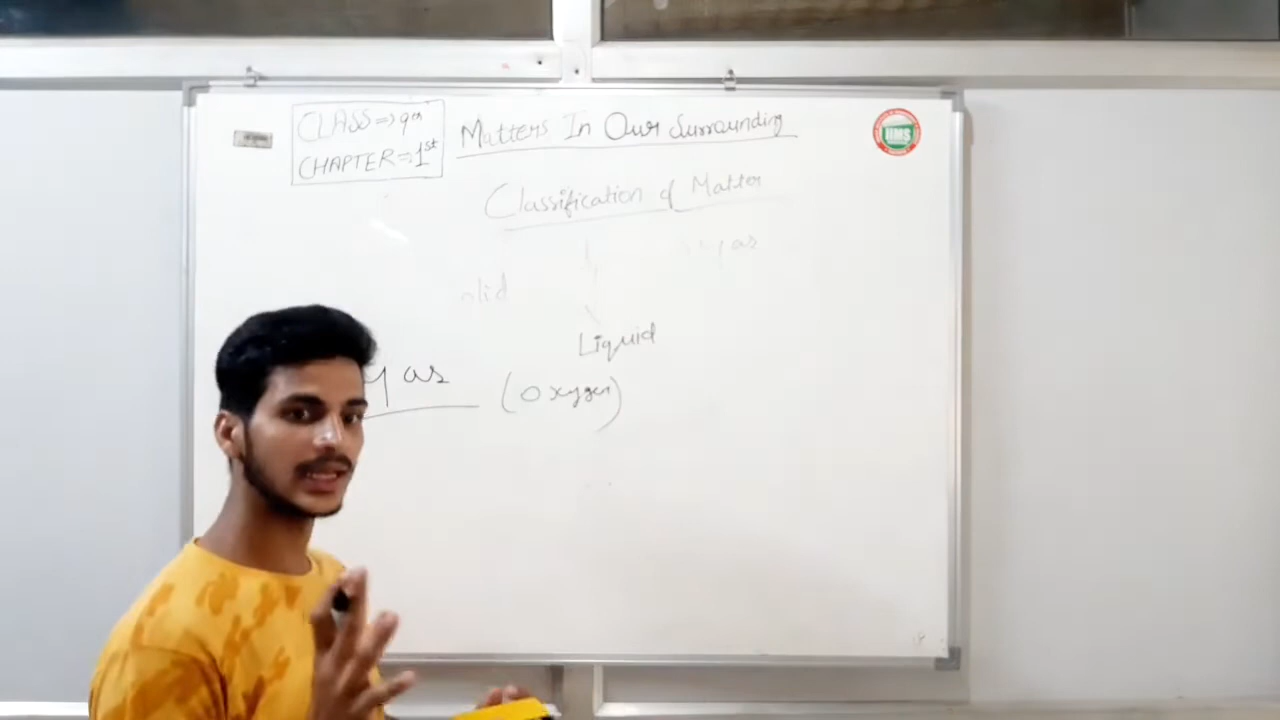 CLASS => 9th
CHAPTER => 1st
Matters In Our Surrounding
Classification of Matter
Liquid
(Oxygen)